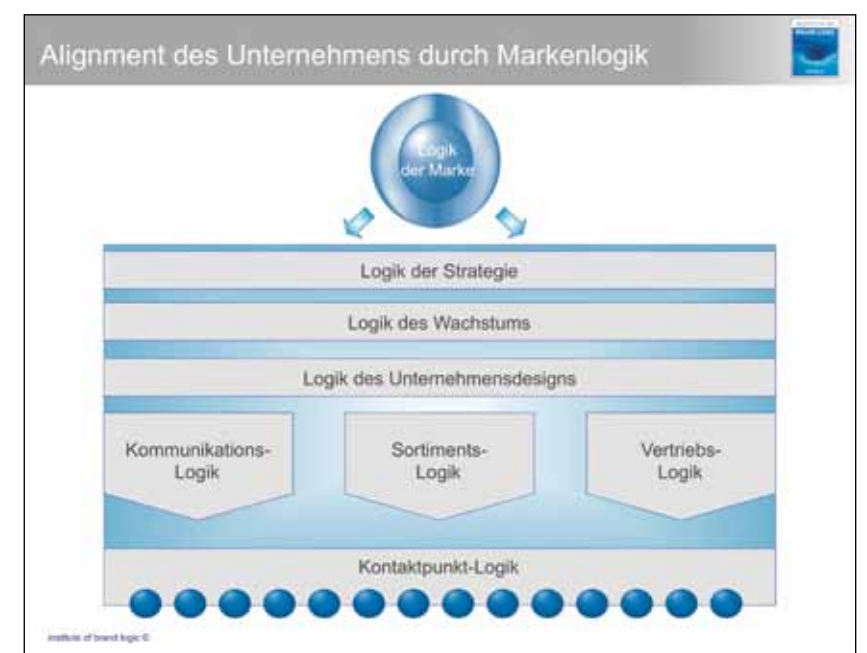 Alignment des Unternehmens durch Markenlogik
Logik
der Marke
Logik der Strategie
Logik des Wachstums
Logik des Unternehmensdesigns
Kommunikations-
Logik
Sortiments-
Logik
Vertriebs-
Logik
Kontaktpunkt-Logik
institute of brand logic ©